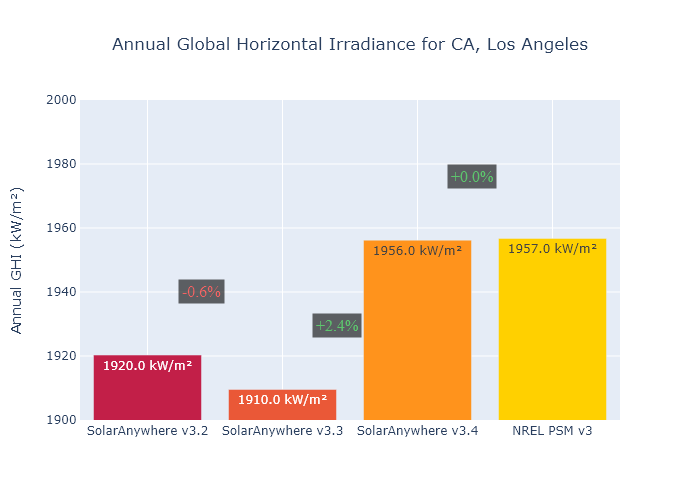 Annual Global Horizontal Irradiance for CA, Los Angeles
Annual GHI (kW/m²)
2000
1980
1960
1940
1920
1900
+0.0%
1956.0 kW/m²
1957.0 kW/m²
-0.6%
+2.4%
1920.0 kW/m²
1910.0 kW/m²
SolarAnywhere v3.2
SolarAnywhere v3.3
SolarAnywhere v3.4
NREL PSM v3